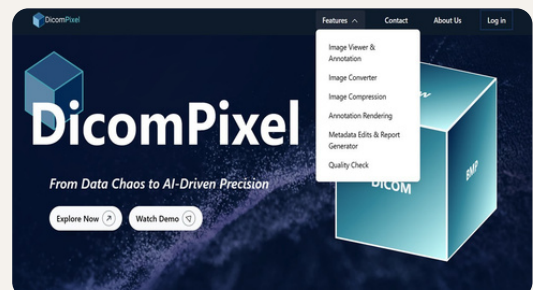 DicomPixel
Features
Contact
About Us
Log in
Image Viewer &
Annotation
Image Converter
Image Compression
Annotation Rendering
Metadata Edits & Report
Generator
Quality Check
DicomPixel
From Data Chaos to AI-Driven Precision
Explore Now
Watch Demo
DICOM
BMP